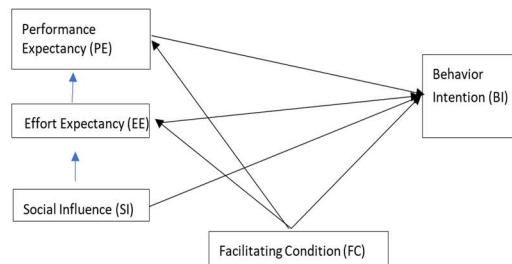 Performance
Expectancy (PE)
Behavior
Intention (BI)
Effort Expectancy (EE)
Social Influence (SI)
Facilitating Condition (FC)